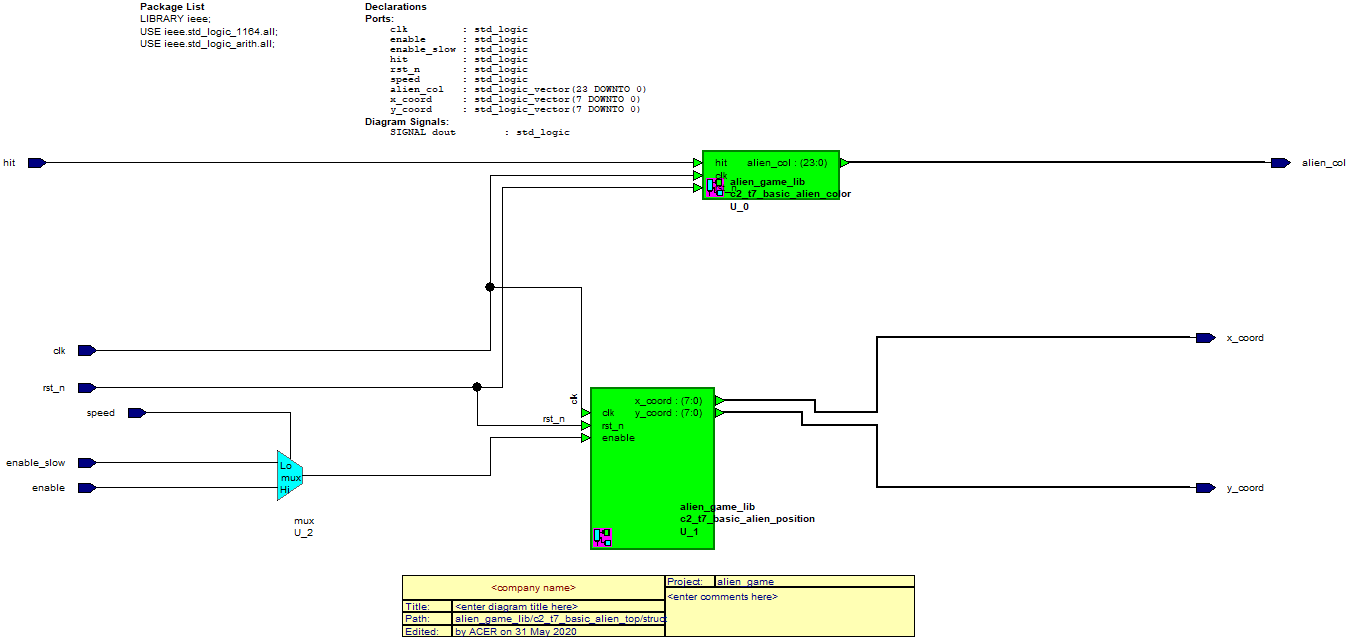 Package List
LIBRARY ieee;
USE ieee.std_logic_1164.all;
USE ieee.std_logic_arith.all;
Declarations
Ports:
clk : std_logic
enable : std_logic
enable_slow : std_logic
hit : std_logic
rst_n : std_logic
speed : std_logic
alien_col : std_logic_vector(23 DOWNTO 0)
x_coord : std_logic_vector(7 DOWNTO 0)
y_coord : std_logic_vector(7 DOWNTO 0)
Diagram Signals:
SIGNAL dout : std_logic
hit
hit alien_col : (23:0)
alien_col
clk
alien_game_lib
c2_t7_basic_alien_color
U_0
x_coord
clk
rst_n
clk
x_coord : (7:0)
speed
clk y_coord : (7:0)
rst_n
rst_n
enable
enable_slow
Lo
mux
Hi
enable
y_coord
alien_game_lib
c2_t7_basic_alien_position
U_1
mux
U_2
<company name>
Project: alien_game
<enter comments here>
Title: <enter diagram title here>
Path: alien_game_lib/c2_t7_basic_alien_top/struc
Edited: by ACER on 31 May 2020